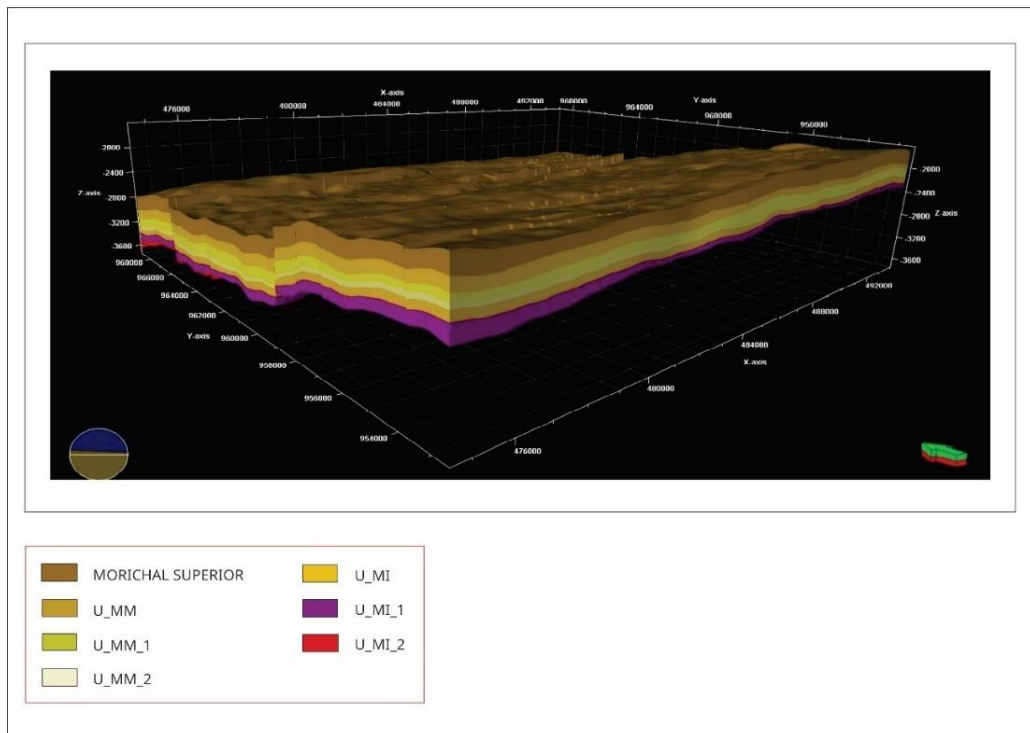 X-axis
Y-axis
476000
480000
484000
488000
492000
968000
964000
960000
956000
2000
-2400
Z-axis
-2800
-3200
-3600
-2000
-2400
-2800
Z-axis
-3200
-3600
968000
966000
964000
962000
Y-axis
960000
958000
956000
954000
492000
488000
484000
X-axis
480000
476000
MORICHAL SUPERIOR
U_MM
U_MM_1
U_MM_2
U_MI
U_MI_1
U_MI_2